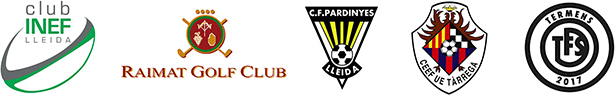 club
INEF
LLEIDA
RAIMAT GOLF CLUB
C.F. PARDINYES
LLEIDA
CEEF UE TÀRREGA
TERMENS
TFS
2017